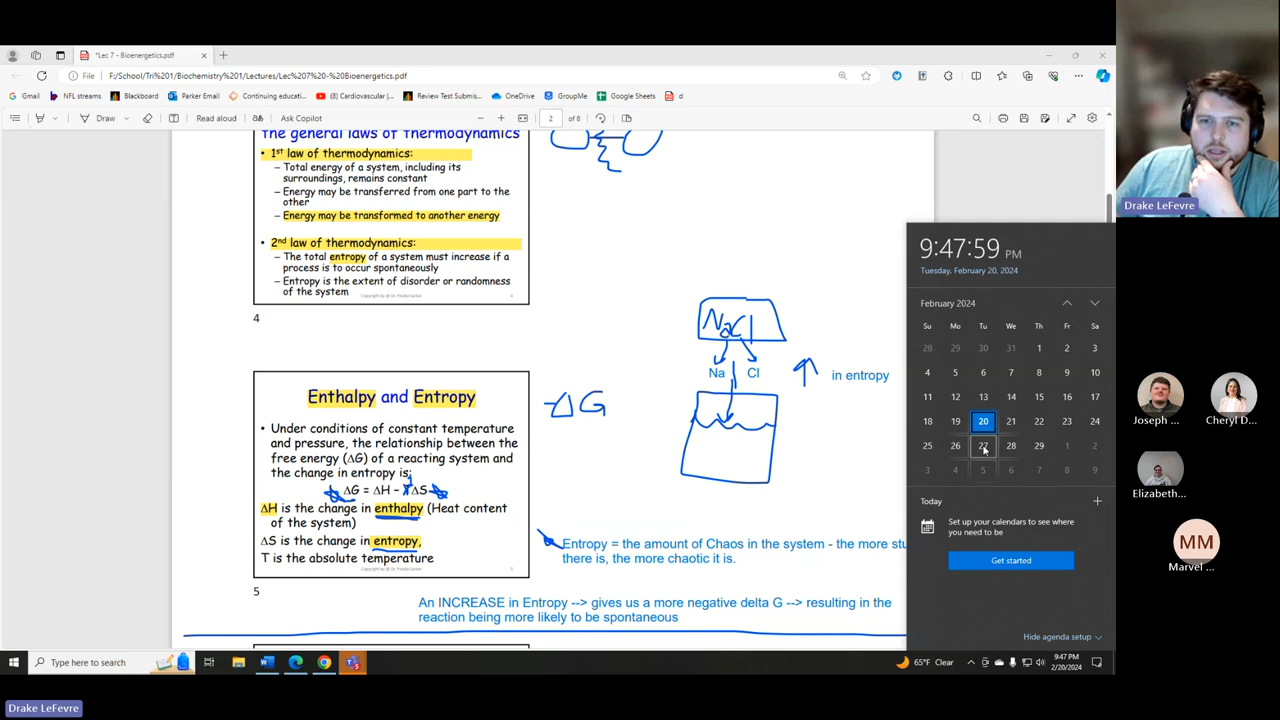 *Lec 7 - Bioenergetics.pdf
File
F:/School/Tri%201/Biochemistry%201/Lectures/Lec%207%20-%20Bioenergetics.pdf
Gmail
NFL streams
Blackboard
Parker Email
Continuing educati...
(8) Cardiovascular |...
Review Test Submis...
OneDrive
GroupMe
Google Sheets
d
Draw
Read aloud
Ask Copilot
2
of 8
the general laws of thermodynamics
• 1st law of thermodynamics:
– Total energy of a system, including its
surroundings, remains constant
– Energy may be transferred from one part to the
other
– Energy may be transformed to another energy
• 2nd law of thermodynamics:
– The total entropy of a system must increase if a
process is to occur spontaneously
– Entropy is the extent of disorder or randomness
of the system
4
NaCl
Na
Cl
in entropy
-ΔG
Enthalpy and Entropy
• Under conditions of constant temperature
and pressure, the relationship between the
free energy (ΔG) of a reacting system and
the change in entropy is;
ΔG = ΔH – TΔS
ΔH is the change in enthalpy (Heat content
of the system)
ΔS is the change in entropy,
T is the absolute temperature
5
Entropy = the amount of Chaos in the system - the more stu
there is, the more chaotic it is.
An INCREASE in Entropy --> gives us a more negative delta G --> resulting in the
reaction being more likely to be spontaneous
9:47:59 PM
Tuesday, February 20, 2024
February 2024
Su Mo Tu We Th Fr Sa
28 29 30 31 1 2 3
4 5 6 7 8 9 10
11 12 13 14 15 16 17
18 19 20 21 22 23 24
25 26 27 28 29 1 2
3 4 5 6 7 8 9
Today
Set up your calendars to see where
you need to be
Get started
Hide agenda setup
Type here to search
65°F Clear
9:47 PM
2/20/2024
Drake LeFevre
Joseph ...
Cheryl D...
Elizabeth...
MM
Marvel ...
Drake LeFevre